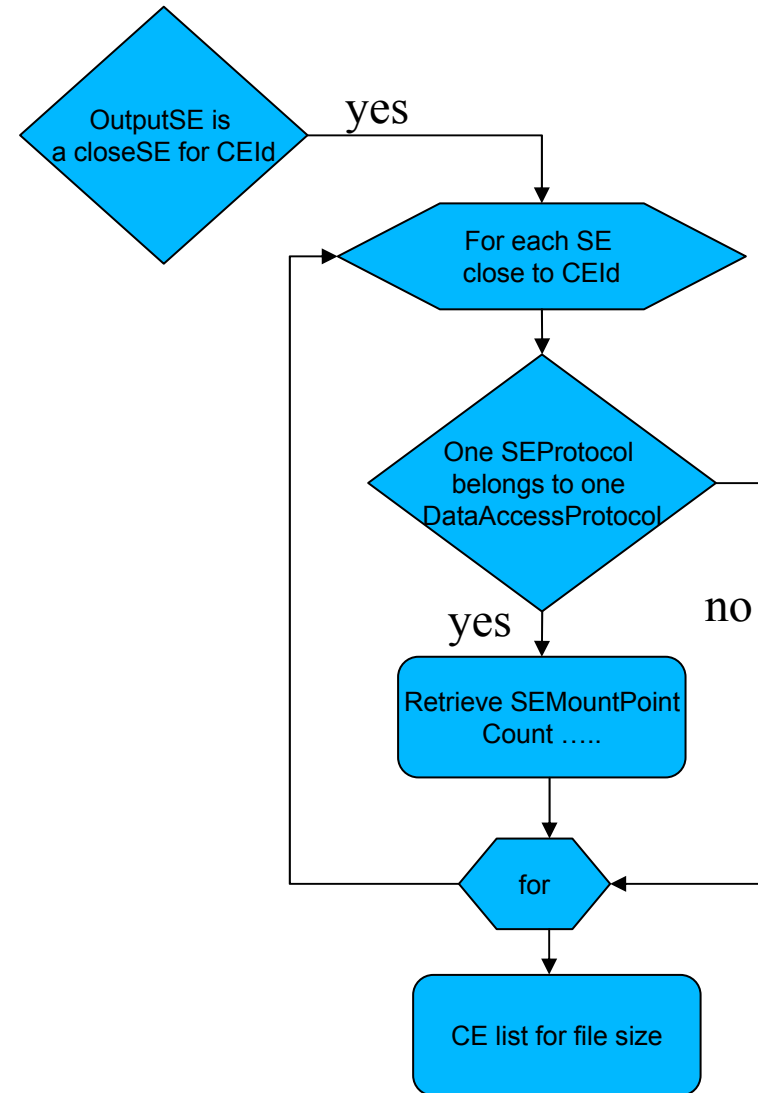 OutputSE is
a closeSE for CEId
yes
For each SE
close to CEId
One SEProtocol
belongs to one
DataAccessProtocol
yes
no
Retrieve SEMountPoint
Count …..
for
CE list for file size